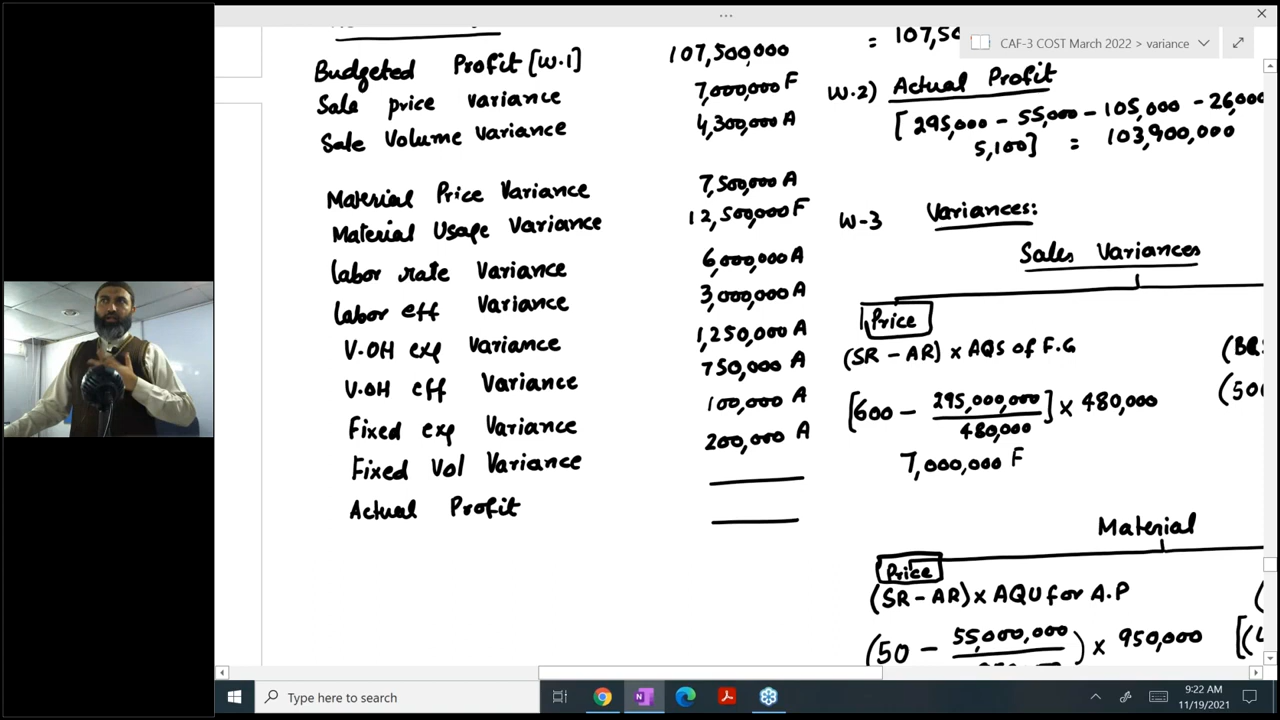 CAF-3 COST March 2022 > variance
= 107,50
Budgeted Profit [W.1] 107,500,000
Sale price variance 7,000,000 F
Sale Volume Variance 4,300,000 A
Material Price Variance 7,500,000 A
Material Usage Variance 12,500,000 F
labor rate Variance 6,000,000 A
labor eff Variance 3,000,000 A
V.OH exp Variance 1,250,000 A
V.OH eff Variance 750,000 A
Fixed exp Variance 100,000 A
Fixed Vol Variance 200,000 A
Actual Profit
W.2) Actual Profit
[295,000 - 55,000 - 105,000 - 26,000
5,100] = 103,900,000
W-3 Variances:
Sales Variances
Price
(SR - AR) x AQS of F.G
[600 - 295,000,000
480,000 ] x 480,000
7,000,000 F
(BQ
(500
Material
Price
(SR - AR) x AQU for A.P
(50 - 55,000,000 ) x 950,000
Type here to search
9:22 AM
11/19/2021